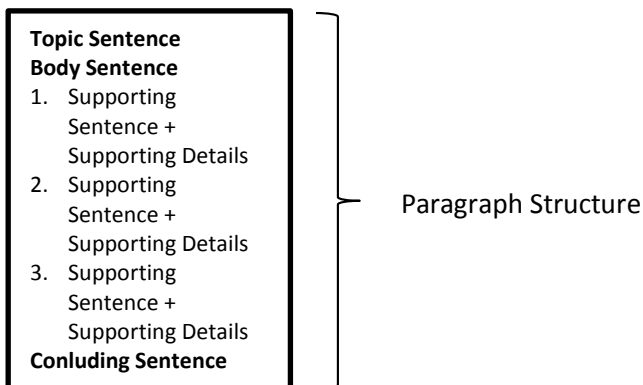 Topic Sentence
Body Sentence
1. Supporting
Sentence +
Supporting Details
2. Supporting
Sentence +
Supporting Details
3. Supporting
Sentence +
Supporting Details
Conluding Sentence
Paragraph Structure